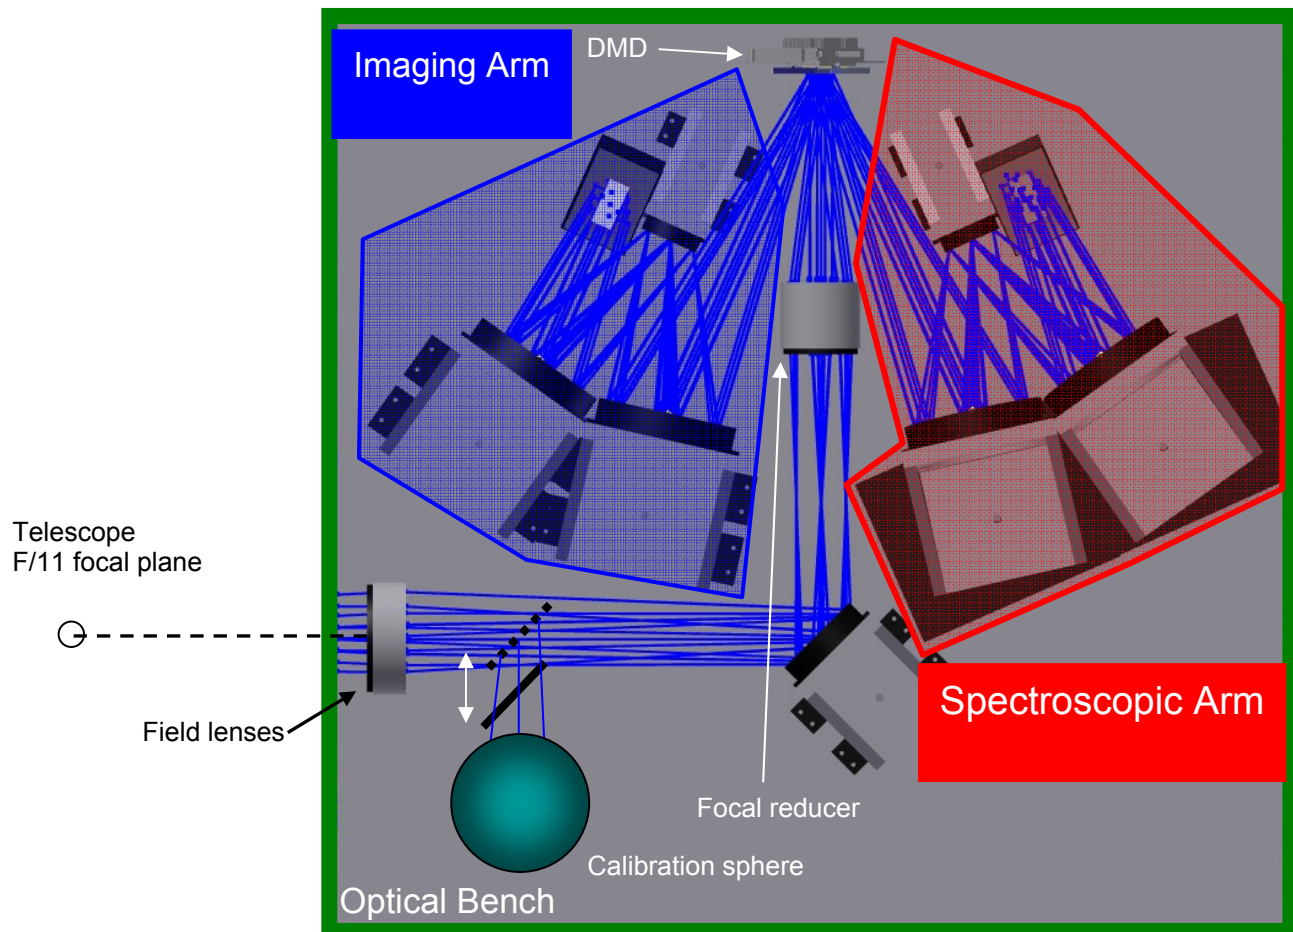 Imaging Arm
DMD
Telescope
F/11 focal plane
Field lenses
Spectroscopic Arm
Focal reducer
Calibration sphere
Optical Bench